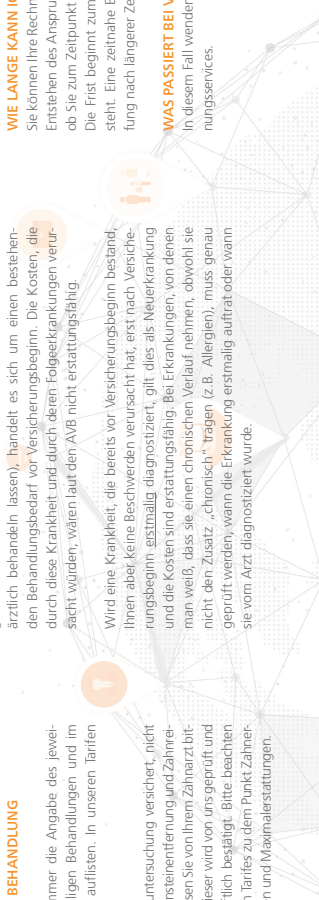 BEHANDLUNG
mmer die Angabe des jewei-
ligen Behandlungen und im
auflisten. In unseren Tarifen
untersuchung versichert, nicht
nsteinentfernung und Zahnrei-
sen Sie von Ihrem Zahnarzt bit-
ieser wird von uns geprüft und
ftlich bestätigt. Bitte beachten
n Tarifes zu dem Punkt Zahner-
n und Maximalerstattungen.
ärztlich behandeln lassen), handelt es sich um einen bestehen-
den Behandlungsbedarf vor Versicherungsbeginn. Die Kosten, die
durch diese Krankheit und durch deren Folgeerkrankungen verur-
sacht würden, wären laut den AVB nicht erstattungsfähig.
Wird eine Krankheit, die bereits vor Versicherungsbeginn bestand,
Ihnen aber keine Beschwerden verursacht hat, erst nach Versiche-
rungsbeginn erstmalig diagnostiziert, gilt dies als Neuerkrankung
und die Kosten sind erstattungsfähig. Bei Erkrankungen, von denen
man weiß, dass sie einen chronischen Verlauf nehmen, obwohl sie
nicht den Zusatz „chronisch“ tragen (z.B. Allergien), muss genau
geprüft werden, wann die Erkrankung erstmalig auftrat oder wann
sie vom Arzt diagnostiziert wurde.
WIE LANGE KANN IC
Sie können Ihre Rechn
Entstehen des Anspru
ob Sie zum Zeitpunkt
Die Frist beginnt zum
steht. Eine zeitnahe E
fung nach längerer Ze
WAS PASSIERT BEI V
In diesem Fall wenden
nungsservices.